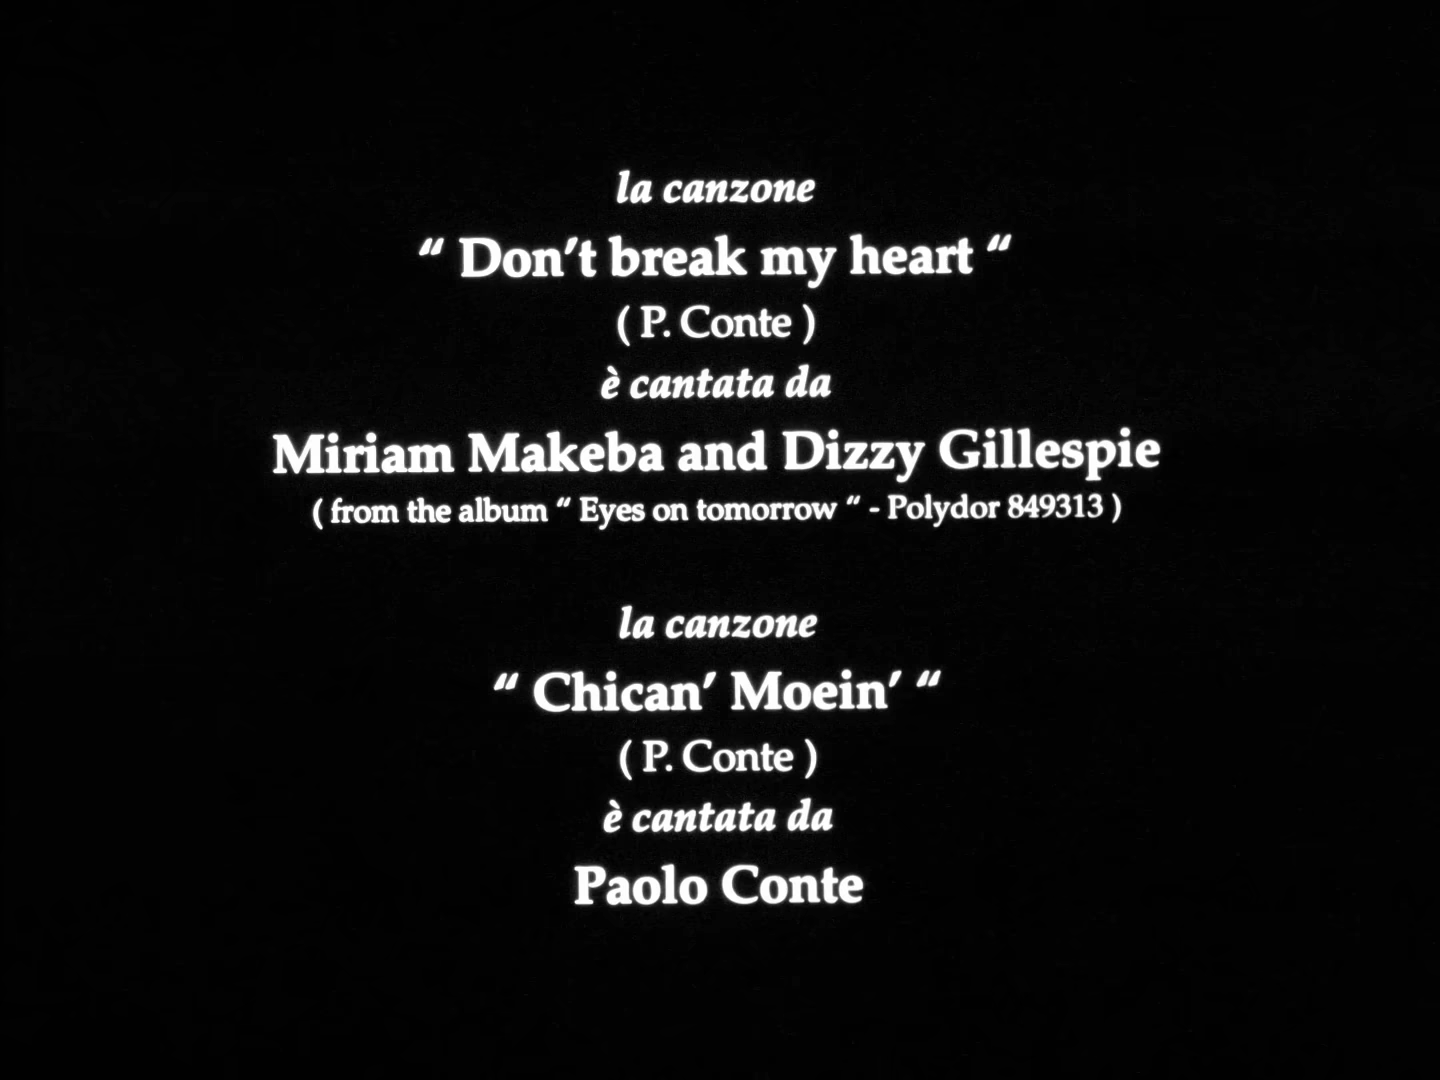 la canzone
“ Don’t break my heart “
( P. Conte )
è cantata da
Miriam Makeba and Dizzy Gillespie
( from the album “ Eyes on tomorrow “ - Polydor 849313 )
la canzone
“ Chican’ Moein’ “
( P. Conte )
è cantata da
Paolo Conte